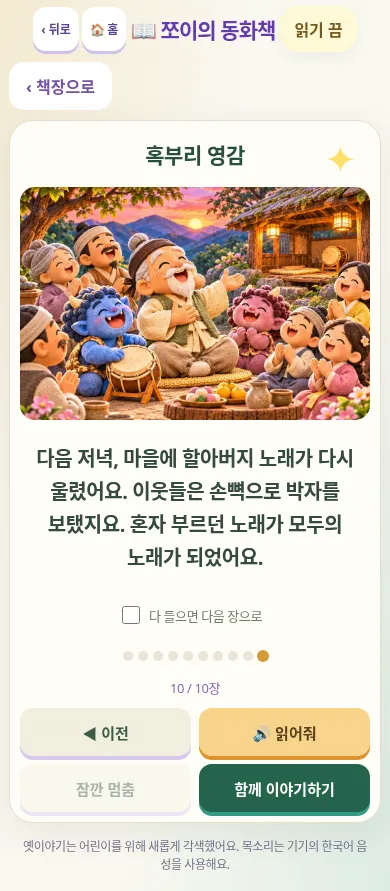 ‹ 뒤로
🏠 홈
📖 쪼이의 동화책
읽기 끔
‹ 책장으로
혹부리 영감
다음 저녁, 마을에 할아버지 노래가 다시
울렸어요. 이웃들은 손뼉으로 박자를
보탰지요. 혼자 부르던 노래가 모두의
노래가 되었어요.
다 들으면 다음 장으로
10 / 10장
◀ 이전
🔊 읽어줘
잠깐 멈춤
함께 이야기하기
옛이야기는 어린이를 위해 새롭게 각색했어요. 목소리는 기기의 한국어 음
성을 사용해요.